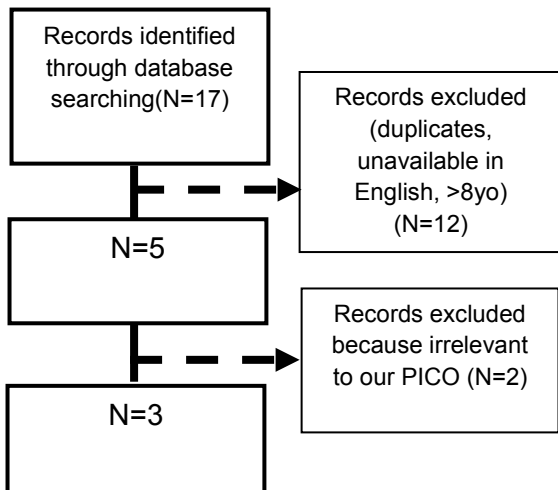 Records identified
through database
searching(N=17)
Records excluded
(duplicates,
unavailable in
English, >8yo)
(N=12)
N=5
Records excluded
because irrelevant
to our PICO (N=2)
N=3